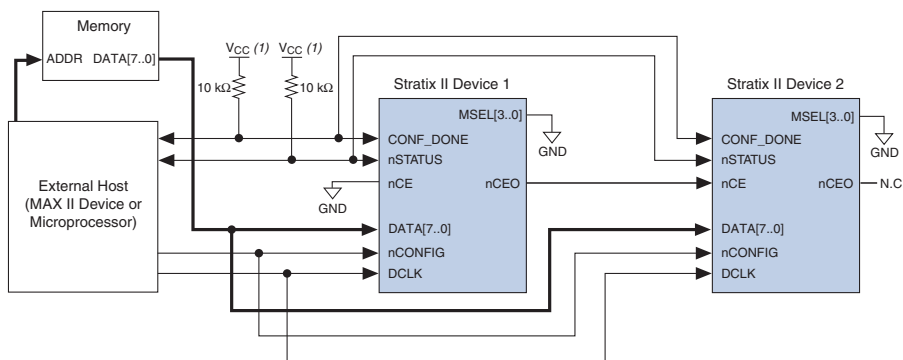 Memory
ADDR DATA[7..0]
VCC (1) VCC (1)
10 kΩ 10 kΩ
Stratix II Device 1
Stratix II Device 2
External Host
(MAX II Device or
Microprocessor)
MSEL[3..0]
GND
CONF_DONE
nSTATUS
nCE nCEO
GND
DATA[7..0]
nCONFIG
DCLK
MSEL[3..0]
GND
CONF_DONE
nSTATUS
nCE nCEO N.C
DATA[7..0]
nCONFIG
DCLK